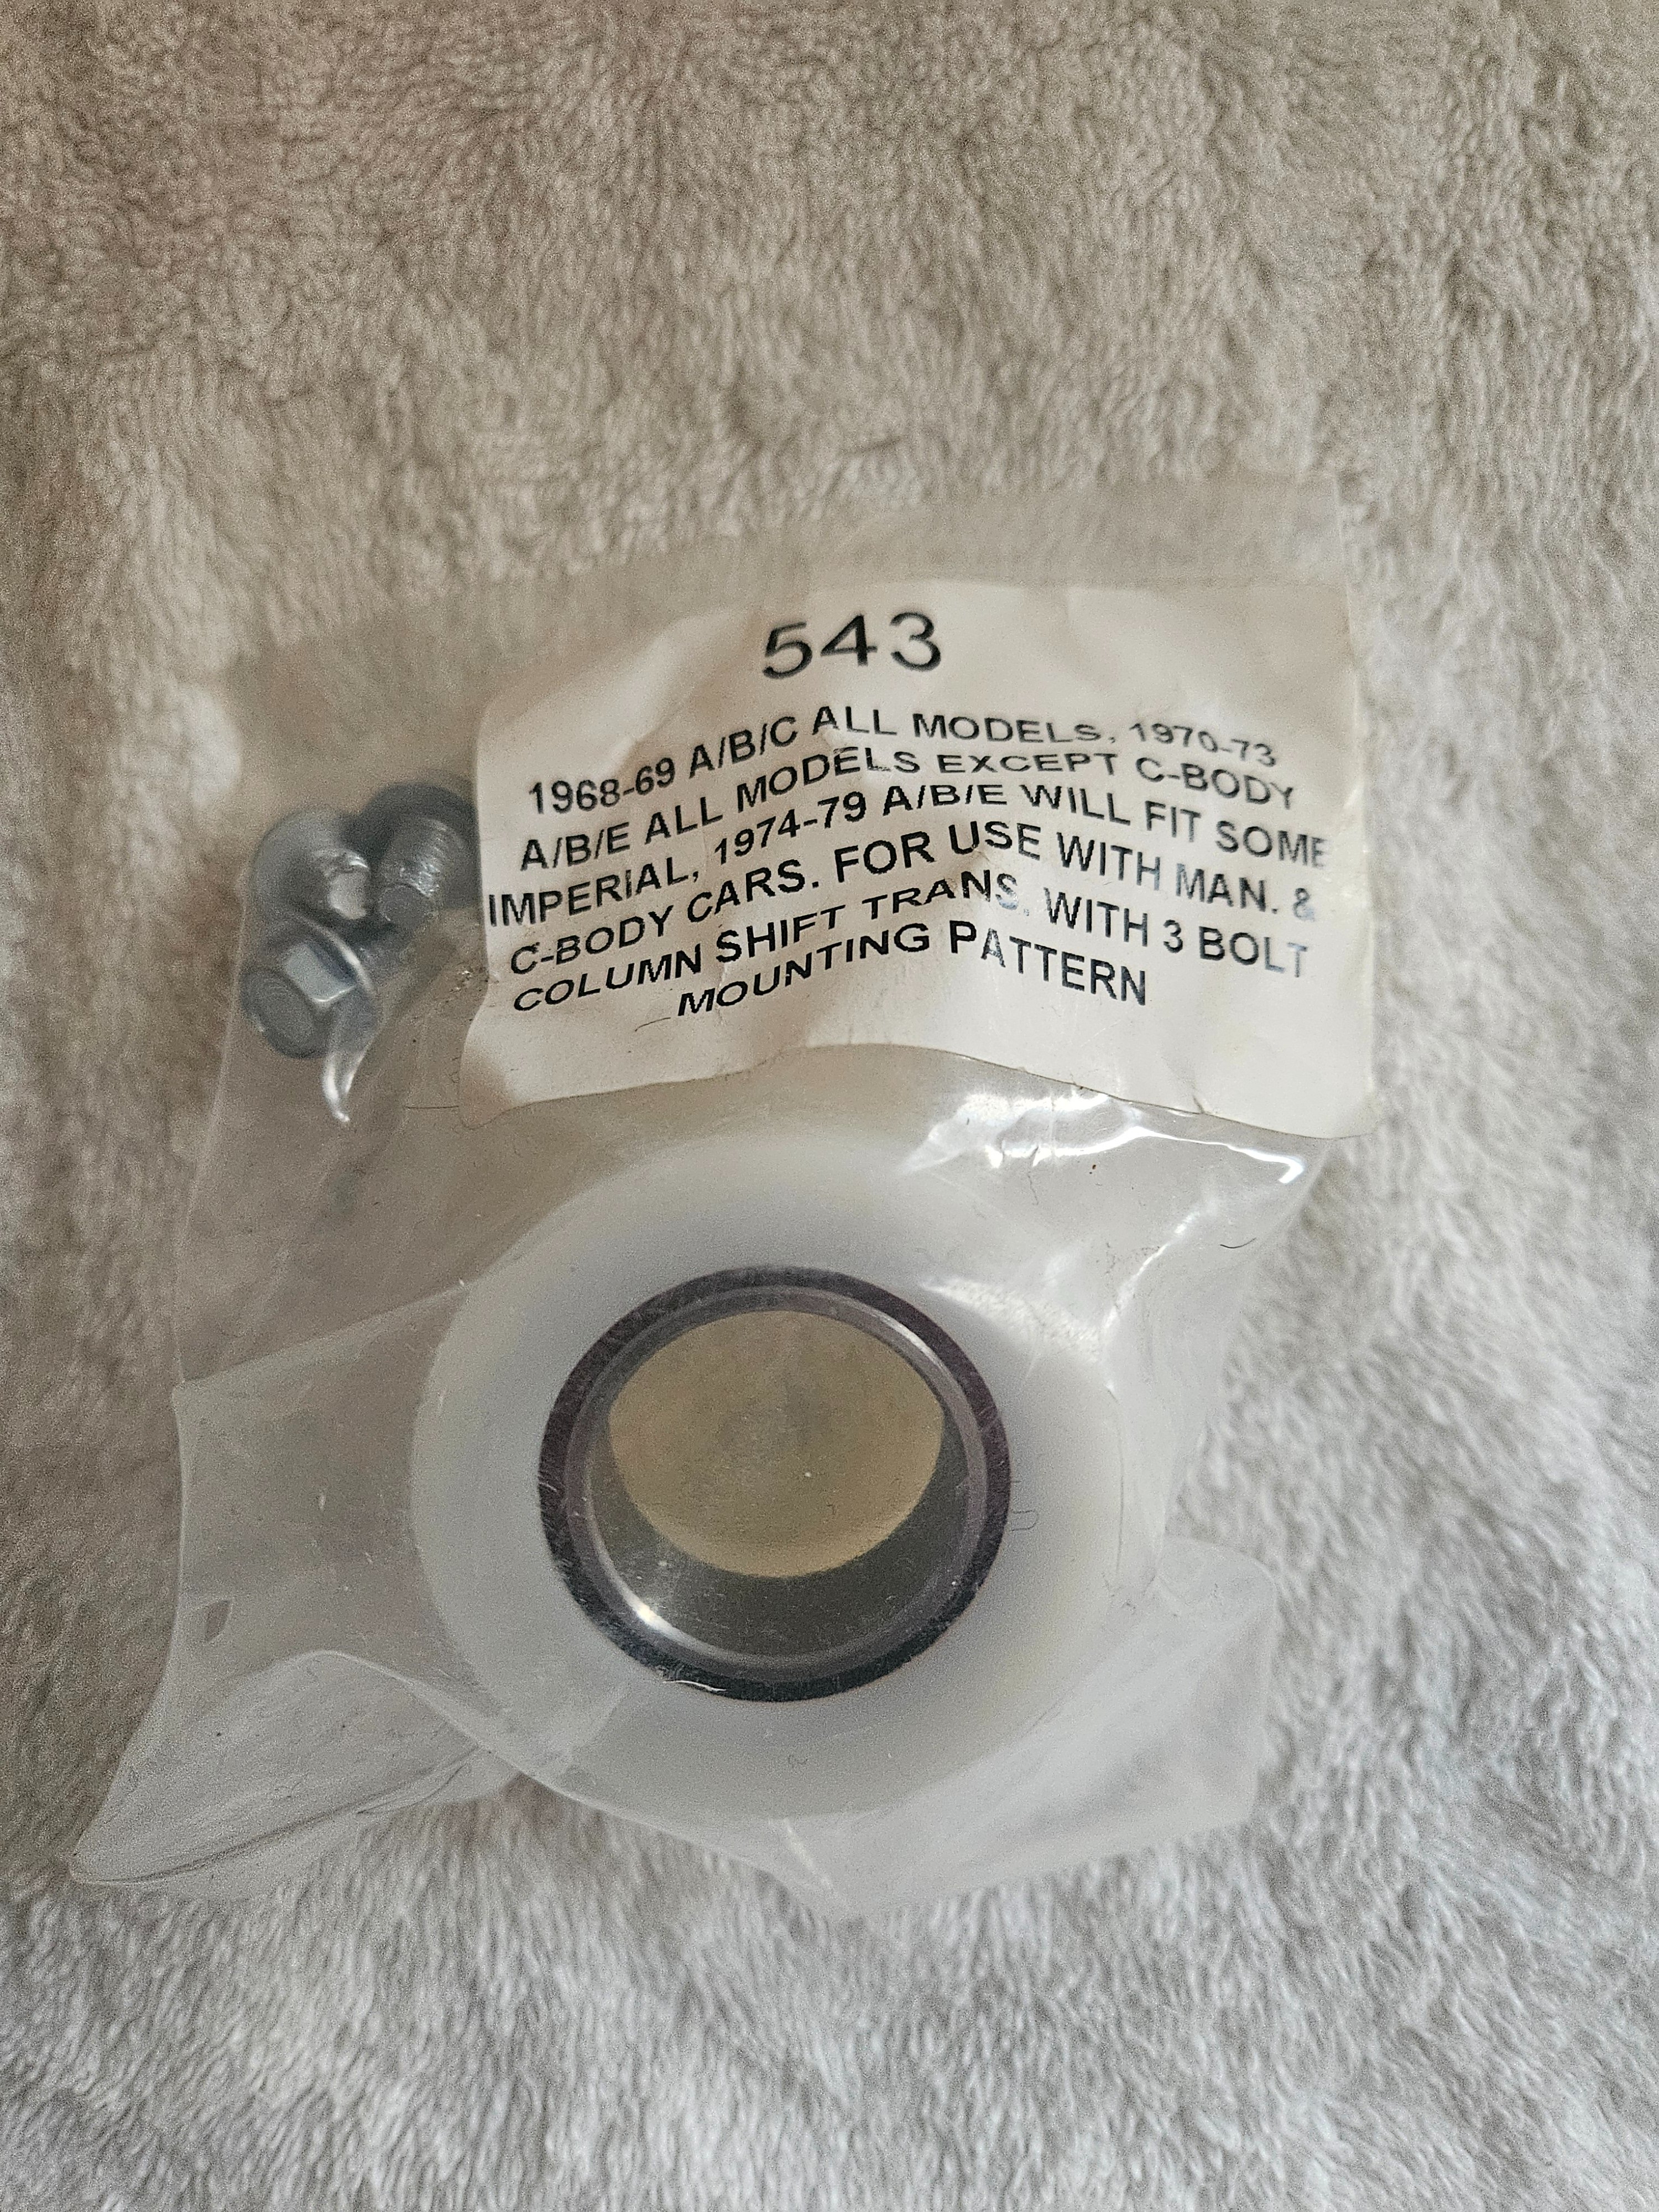 543
1968-69 A/B/C ALL MODELS, 1970-73
A/B/E ALL MODELS EXCEPT C-BODY
IMPERIAL, 1974-79 A/B/E WILL FIT SOME
C-BODY CARS. FOR USE WITH MAN. &
COLUMN SHIFT TRANS. WITH 3 BOLT
MOUNTING PATTERN